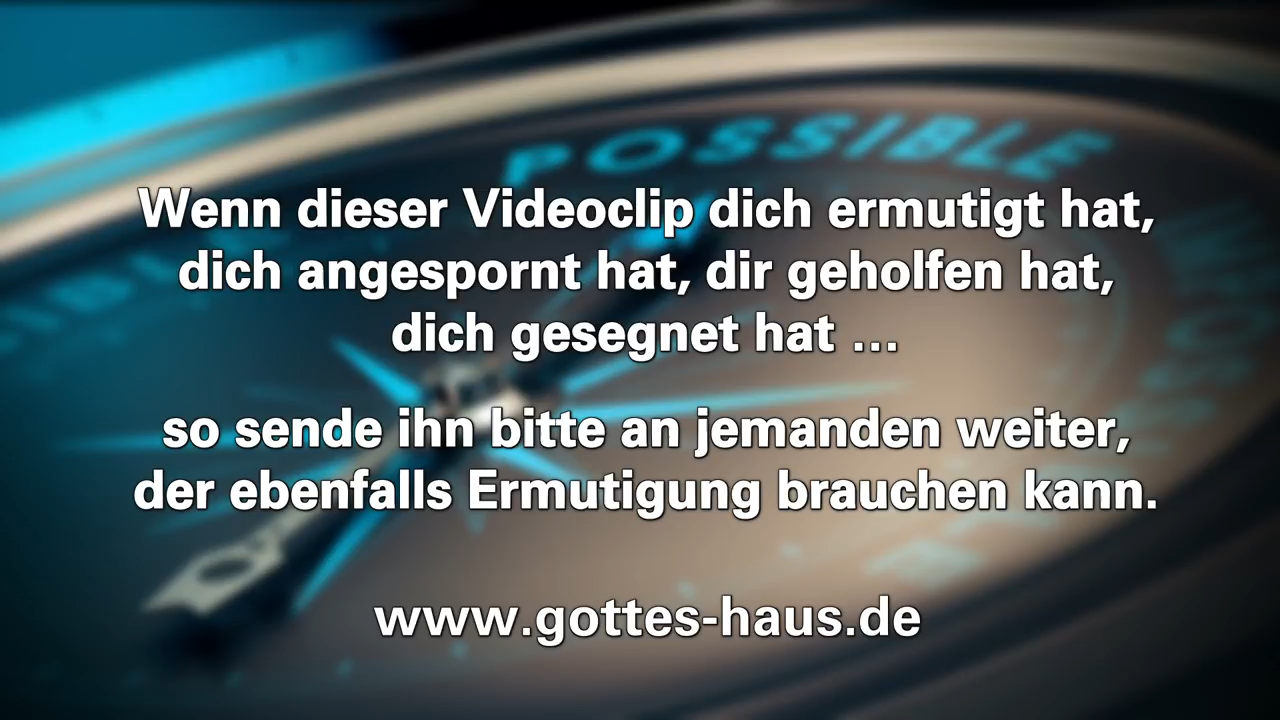 POSSIBLE
Wenn dieser Videoclip dich ermutigt hat,
dich angespornt hat, dir geholfen hat,
dich gesegnet hat ...
so sende ihn bitte an jemanden weiter,
der ebenfalls Ermutigung brauchen kann.
www.gottes-haus.de